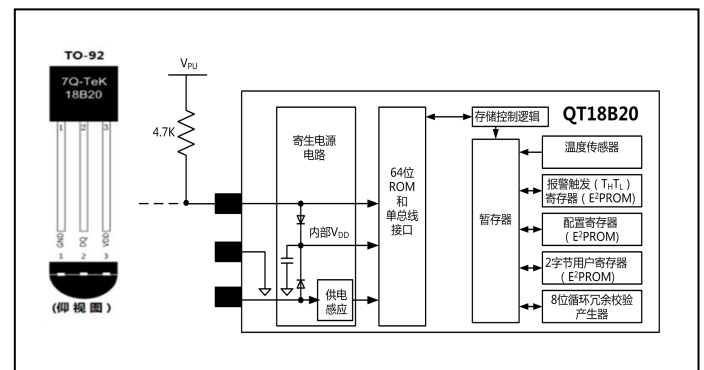 TO-92
7Q-TeK
18B20
1 2 3
GND DQ VDD
1 2 3
(仰视图)
VPU
4.7K
寄生电源
电路
内部VDD
供电
感应
64位
ROM
和
单总线
接口
QT18B20
存储控制逻辑
暂存器
温度传感器
报警触发(THTL)
寄存器(E²PROM)
配置寄存器
(E²PROM)
2字节用户寄存器
(E²PROM)
8位循环冗余校验
产生器